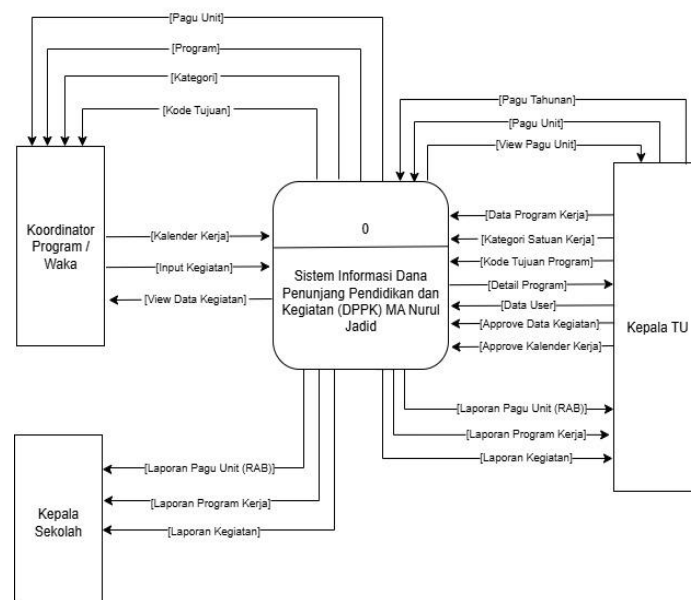 [Pagu Unit]
[Program]
[Kategori]
[Kode Tujuan]
[Pagu Tahunan]
[Pagu Unit]
[View Pagu Unit]
Koordinator
Program /
Waka
[Kalender Kerja]
[Input Kegiatan]
[View Data Kegiatan]
0
Sistem Informasi Dana
Penunjang Pendidikan dan
Kegiatan (DPPK) MA Nurul
Jadid
[Data Program Kerja]
[Kategori Satuan Kerja]
[Kode Tujuan Program]
[Detail Program]
[Data User]
[Approve Data Kegiatan]
[Approve Kalender Kerja]
Kepala TU
[Laporan Pagu Unit (RAB)]
[Laporan Program Kerja]
[Laporan Kegiatan]
Kepala
Sekolah
[Laporan Pagu Unit (RAB)]
[Laporan Program Kerja]
[Laporan Kegiatan]